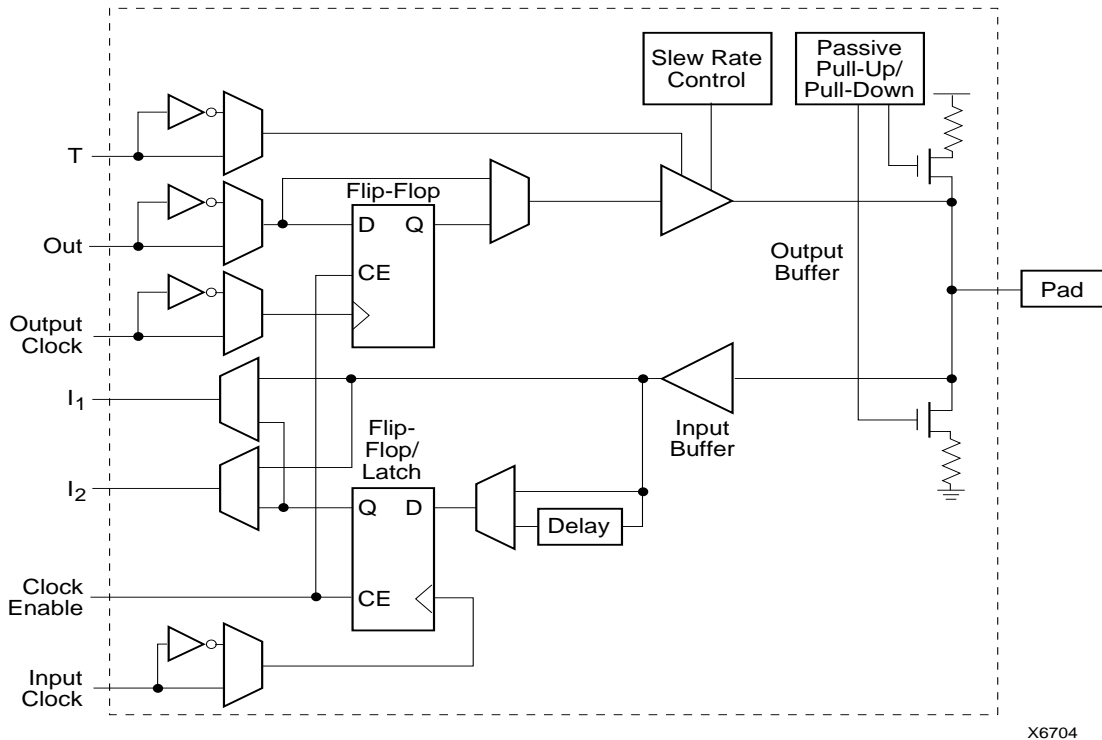 Slew Rate
Control
Passive
Pull-Up/
Pull-Down
T
Flip-Flop
D Q
Out
CE
Output
Buffer
Pad
Output
Clock
I1
Flip-
Flop/
Latch
Input
Buffer
I2
Q D
Delay
Clock
Enable
CE
Input
Clock
X6704